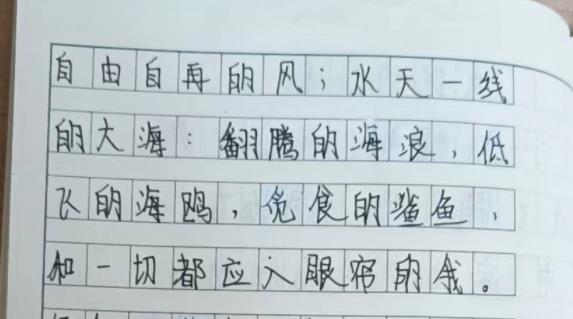 自由自再的风；水天一线
的大海：翻腾的海浪，低
飞的海鸥，觅食的鲨鱼，
和一切都应入眼帘的我。